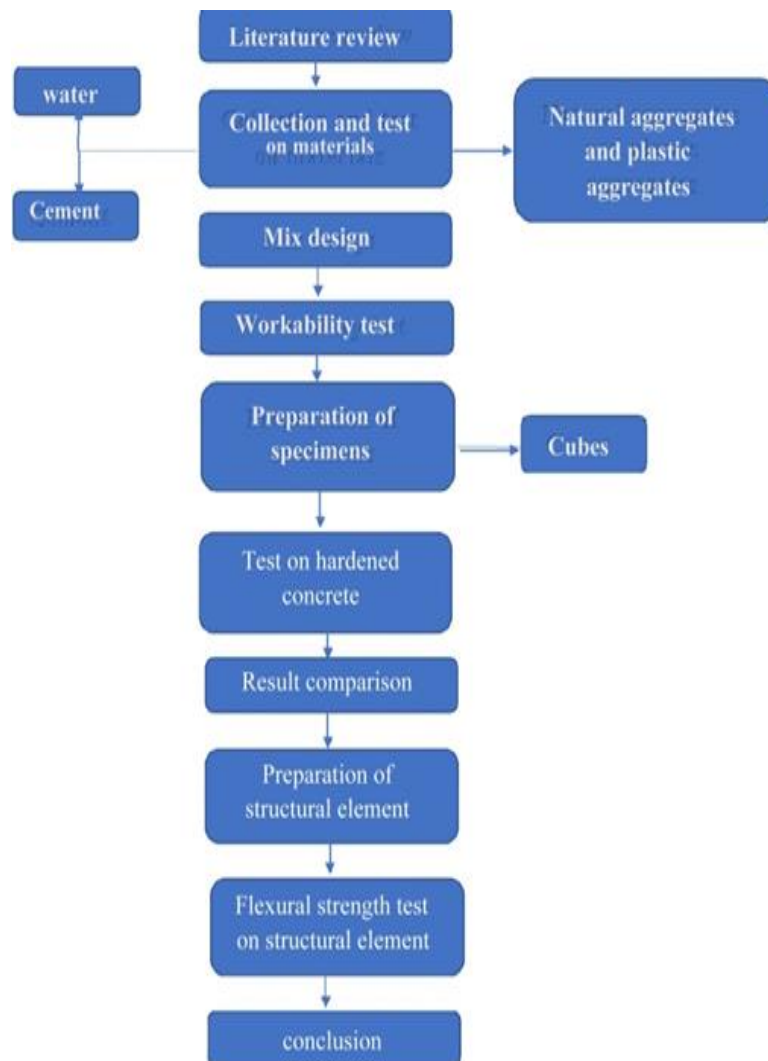 Literature review
water
Collection and test
on materials
Natural aggregates
and plastic
aggregates
Cement
Mix design
Workability test
Preparation of
specimens
Cubes
Test on hardened
concrete
Result comparison
Preparation of
structural element
Flexural strength test
on structural element
conclusion